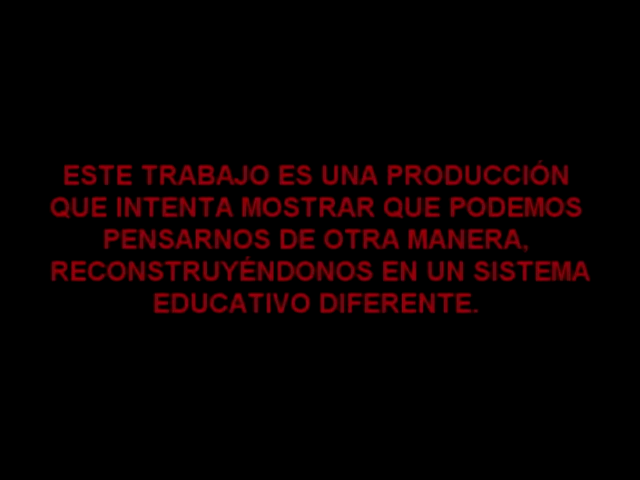 ESTE TRABAJO ES UNA PRODUCCIÓN
QUE INTENTA MOSTRAR QUE PODEMOS
PENSARNOS DE OTRA MANERA,
RECONSTRUYÉNDONOS EN UN SISTEMA
EDUCATIVO DIFERENTE.